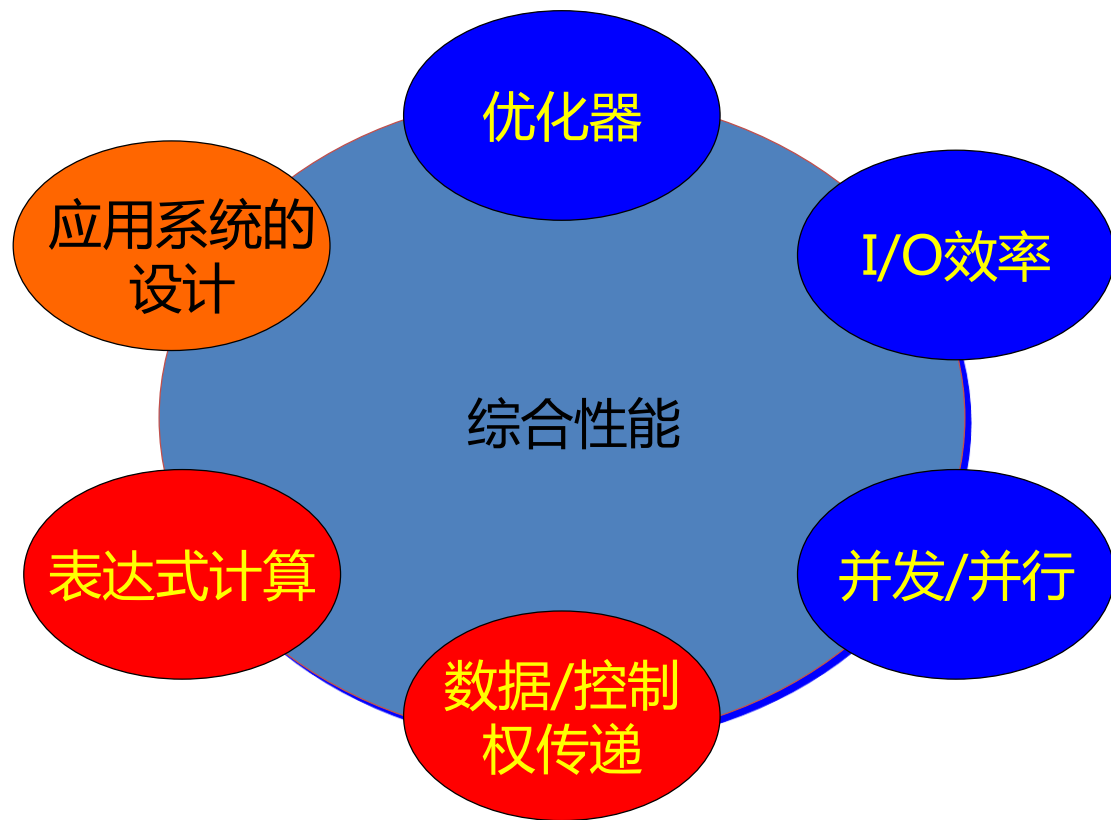 优化器
应用系统的
设计
I/O效率
综合性能
表达式计算
并发/并行
数据/控制
权传递